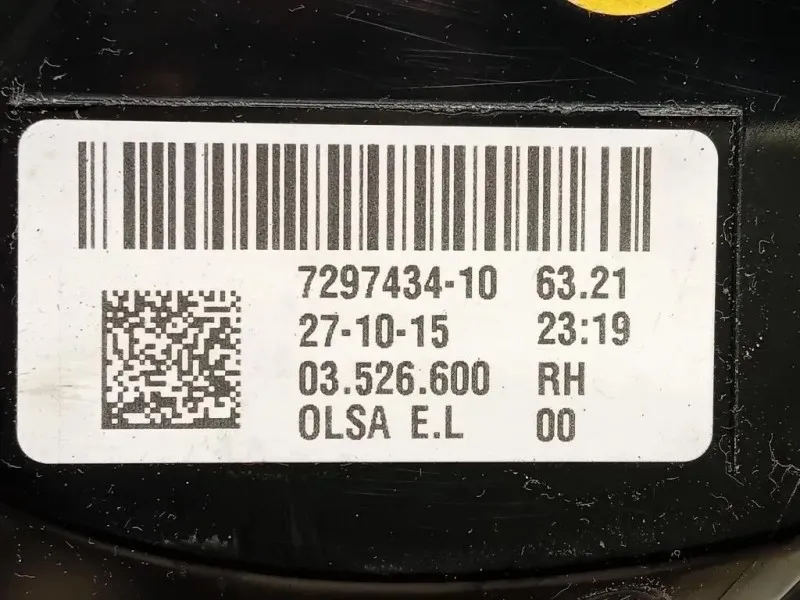 7297434-10 63.21
27-10-15 23:19
03.526.600 RH
OLSA E.L 00